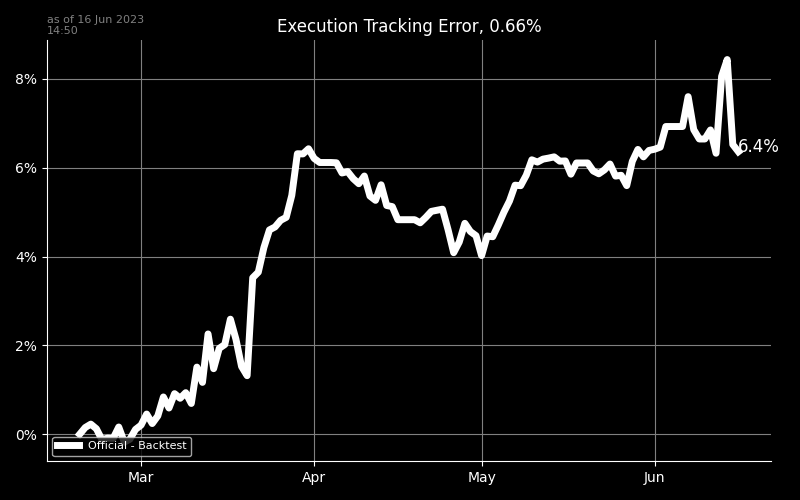 as of 16 Jun 2023
14:50
Execution Tracking Error, 0.66%
8%
6%
4%
2%
0%
6.4%
Official - Backtest
Mar
Apr
May
Jun